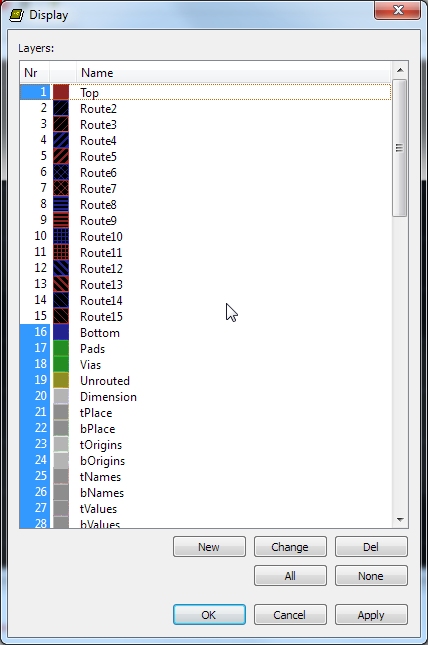 Display
Layers:
Nr Name
1 Top
2 Route2
3 Route3
4 Route4
5 Route5
6 Route6
7 Route7
8 Route8
9 Route9
10 Route10
11 Route11
12 Route12
13 Route13
14 Route14
15 Route15
16 Bottom
17 Pads
18 Vias
19 Unrouted
20 Dimension
21 tPlace
22 bPlace
23 tOrigins
24 bOrigins
25 tNames
26 bNames
27 tValues
28 bValues
New Change Del
All None
OK Cancel Apply